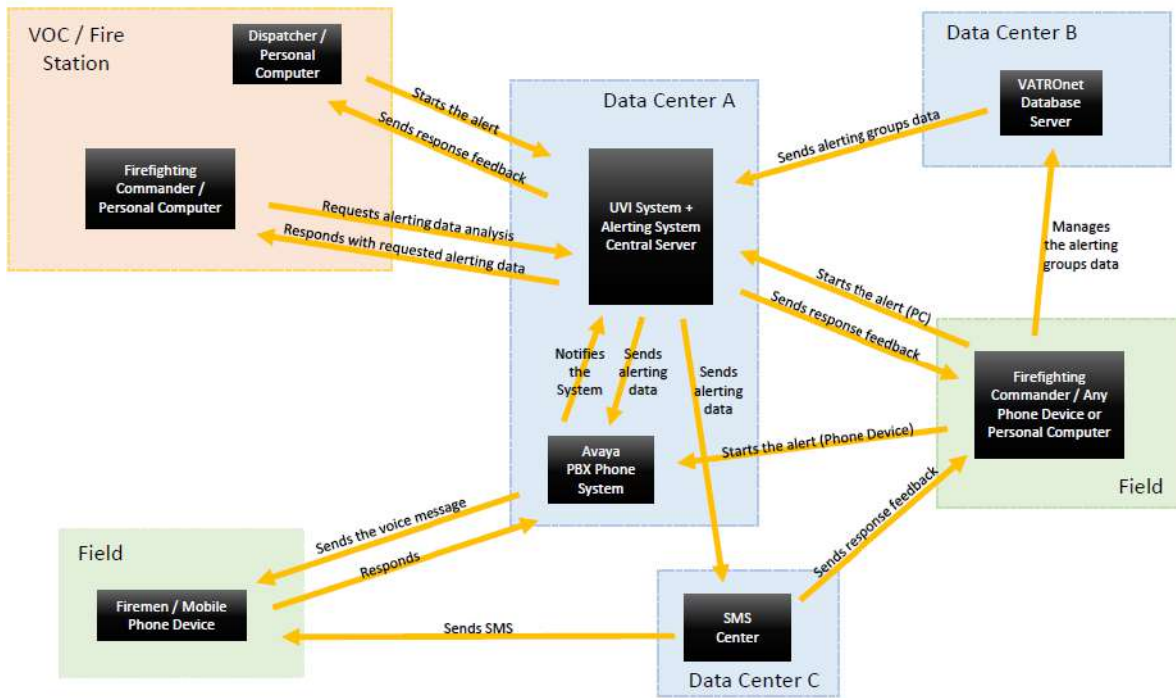 VOC / Fire
Station
Dispatcher /
Personal
Computer
Firefighting
Commander /
Personal Computer
Starts the alert
Sends response feedback
Requests alerting data analysis
Responds with requested alerting data
Data Center A
UVI System +
Alerting System
Central Server
Notifies
the
System
Sends
alerting
data
Sends
alerting
data
Avaya
PBX Phone
System
Data Center B
VATROnet
Database
Server
Sends alerting groups data
Manages
the alerting
groups data
Starts the alert (PC)
Sends response feedback
Firefighting
Commander / Any
Phone Device or
Personal Computer
Field
Starts the alert (Phone Device)
Sends response feedback
Sends the voice message
Responds
Field
Firemen / Mobile
Phone Device
Sends SMS
SMS
Center
Data Center C